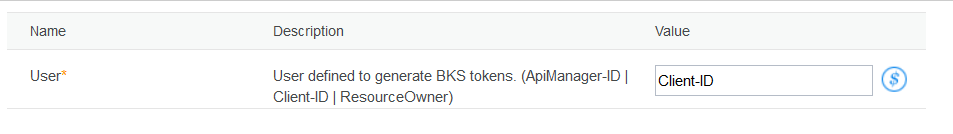 Name Description Value
User* User defined to generate BKS tokens. (ApiManager-ID |
Client-ID | ResourceOwner)
Client-ID
$